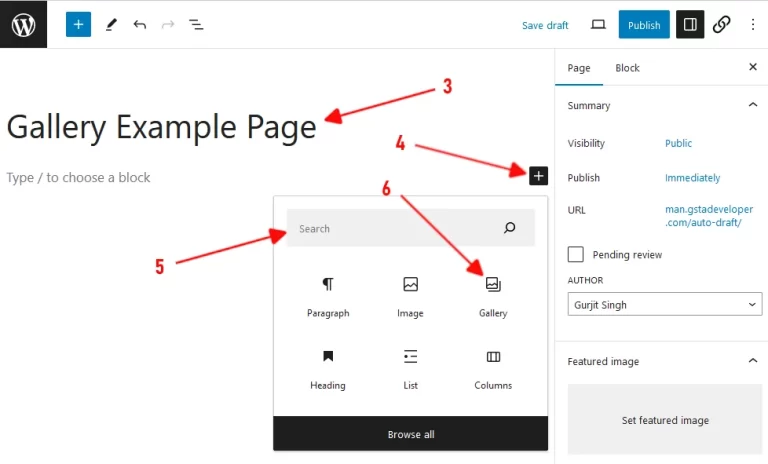 Save draft
Publish
Page
Block
3
Gallery Example Page
Summary
4
Visibility
Public
Type / to choose a block
Publish
Immediately
6
URL
man.gstadeveloper
.com/auto-draft/
Search
5
Pending review
AUTHOR
Gurjit Singh
Paragraph
Image
Gallery
Heading
List
Columns
Featured image
Set featured image
Browse all